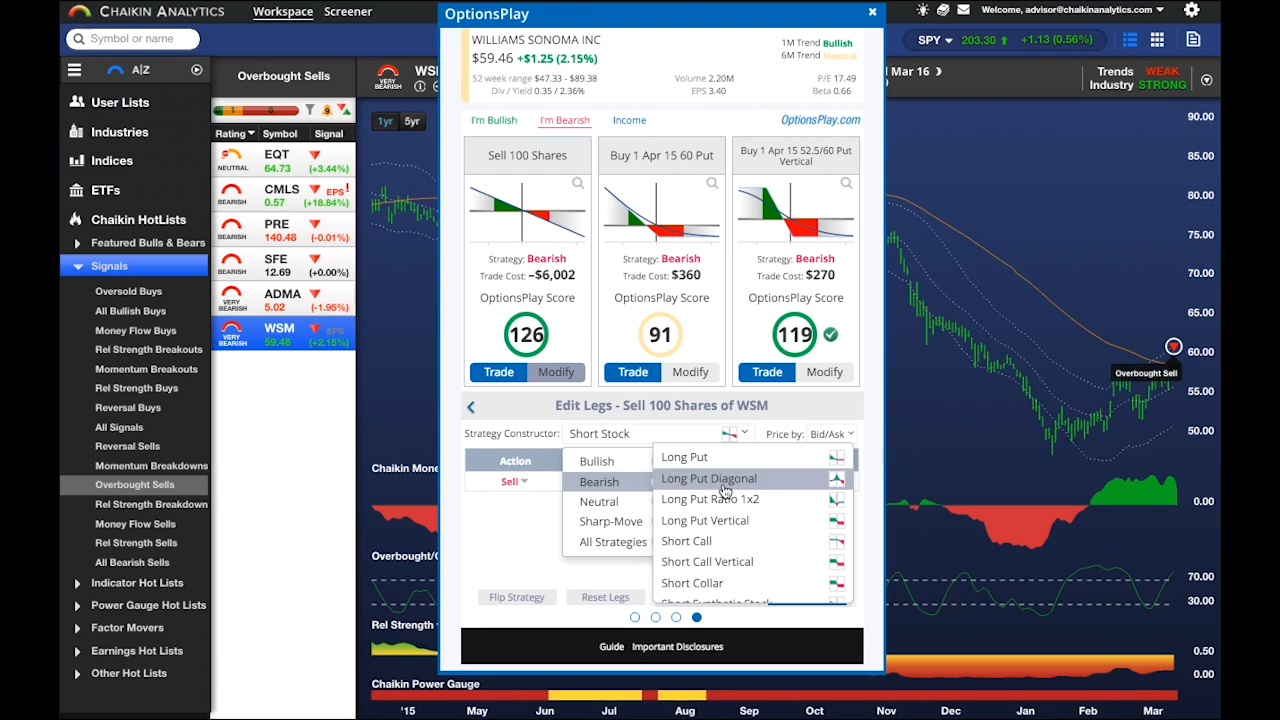 CHAIKIN ANALYTICS
Workspace
Screener
OptionsPlay
×
Welcome, advisor@chaikinanalytics.com
Symbol or name
SPY
203.30
+1.13 (0.56%)
A|Z
User Lists
Industries
Indices
ETFs
Chaikin HotLists
Featured Bulls & Bears
Signals
Oversold Buys
All Bullish Buys
Money Flow Buys
Rel Strength Breakouts
Momentum Breakouts
Rel Strength Buys
Reversal Buys
All Signals
Reversal Sells
Momentum Breakdowns
Overbought Sells
Rel Strength Breakdown
Money Flow Sells
Rel Strength Sells
All Bearish Sells
Indicator Hot Lists
Power Gauge Hot Lists
Factor Movers
Earnings Hot Lists
Other Hot Lists
Overbought Sells
Rating Symbol Signal
NEUTRAL EQT 64.73 (+3.44%)
BEARISH CMLS 0.57 EPS! (+18.84%)
BEARISH PRE 140.48 (-0.01%)
BEARISH SFE 12.69 (+0.00%)
VERY BEARISH ADMA 5.02 (-1.95%)
VERY BEARISH WSM 59.46 EPS (+2.15%)
VERY BEARISH
1yr 5yr
WILLIAMS SONOMA INC
$59.46 +$1.25 (2.15%)
1M Trend Bullish
6M Trend Neutral
52 week range $47.33 - $89.38
Volume 2.20M
P/E 17.49
Div / Yield 0.35 / 2.36%
EPS 3.40
Beta 0.66
I'm Bullish
I'm Bearish
Income
OptionsPlay.com
Sell 100 Shares
Strategy: Bearish
Trade Cost: –$6,002
OptionsPlay Score
126
Trade Modify
Buy 1 Apr 15 60 Put
Strategy: Bearish
Trade Cost: $360
OptionsPlay Score
91
Trade Modify
Buy 1 Apr 15 52.5/60 Put
Vertical
Strategy: Bearish
Trade Cost: $270
OptionsPlay Score
119
Trade Modify
Edit Legs - Sell 100 Shares of WSM
Strategy Constructor: Short Stock
Price by: Bid/Ask
Action
Sell
Bullish
Bearish
Neutral
Sharp-Move
All Strategies
Long Put
Long Put Diagonal
Long Put Ratio 1x2
Long Put Vertical
Short Call
Short Call Vertical
Short Collar
Short Synthetic Stock
Flip Strategy
Reset Legs
Guide Important Disclosures
Mar 16
Trends WEAK
Industry STRONG
90.00
85.00
80.00
75.00
70.00
65.00
60.00
55.00
50.00
Overbought Sell
Chaikin Mone
0.00
Overbought/O
70.00
30.00
Rel Strength
0.50
0.00
Chaikin Power Gauge
'15 May Jun Jul Aug Sep Oct Nov Dec Jan Feb Mar